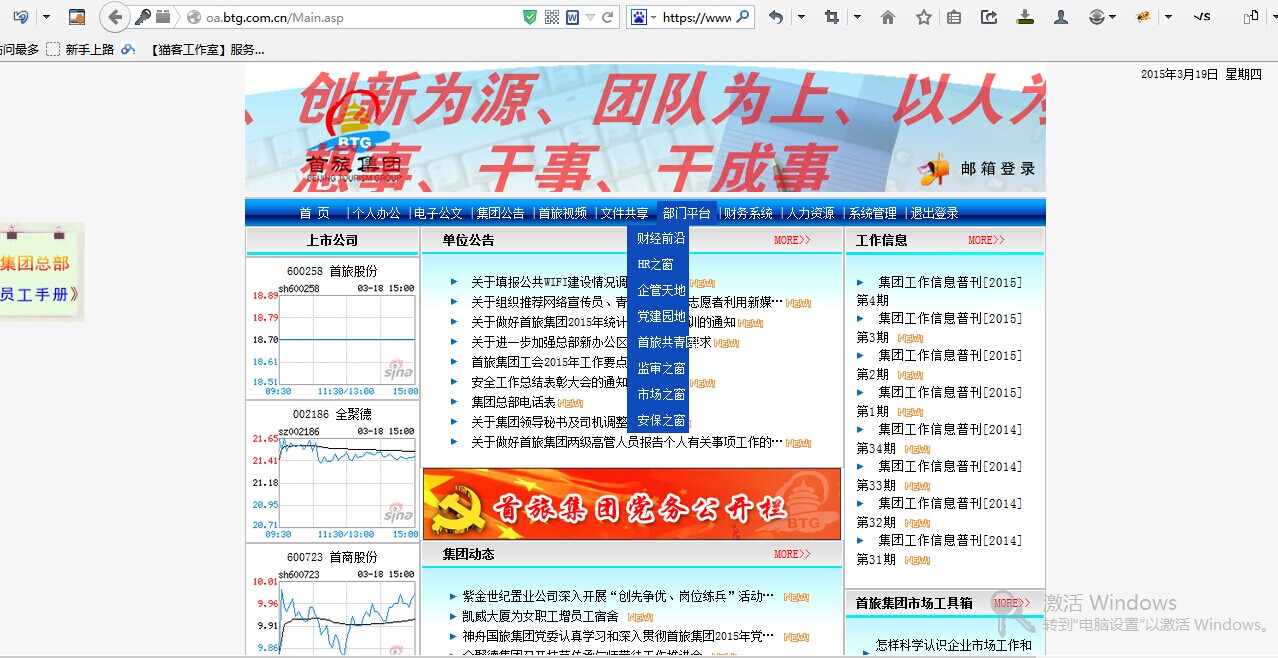 oa.btg.com.cn/Main.asp
https://www
访问最多 新手上路 【猫客工作室】服务...
2015年3月19日 星期四
、创新为源、团队为上、以人为
想事、干事、干成事
BTG
首旅集团
BEIJING TOURISM GROUP
邮箱登录
首 页 |个人办公 |电子公文 |集团公告 |首旅视频 |文件共享 部门平台 |财务系统 |人力资源 |系统管理 |退出登录
财经前沿
HR之窗
企管天地
党建园地
首旅共青
监审之窗
市场之窗
安保之窗
集团总部
员工手册》
上市公司
600258 首旅股份
sh600258 03-18 15:00
18.89
18.79
18.70
18.61
18.51
sina
09:30 11:30/13:00 15:00
002186 全聚德
sz002186 03-18 15:00
21.65
21.41
21.18
20.95
20.71
sina
09:30 11:30/13:00 15:00
600723 首商股份
sh600723 03-18 15:00
10.01
9.96
9.91
9.86
单位公告 MORE>>
关于填报公共WIFI建设情况调 New!
关于组织推荐网络宣传员、青 志愿者利用新媒… New!
关于做好首旅集团2015年统计 训的通知 New!
关于进一步加强总部新办公区 要求 New!
首旅集团工会2015年工作要点
安全工作总结表彰大会的通知 New!
集团总部电话表 New!
关于集团领导秘书及司机调整
关于做好首旅集团两级高管人员报告个人有关事项工作的… New!
首旅集团党务公开栏
BTG
集团动态 MORE>>
紫金世纪置业公司深入开展“创先争优、岗位练兵”活动… New!
凯威大厦为女职工增员工宿舍 New!
神舟国旅集团党委认真学习和深入贯彻首旅集团2015年党… New!
工作信息 MORE>>
集团工作信息普刊[2015]
第4期
集团工作信息普刊[2015]
第3期 New!
集团工作信息普刊[2015]
第2期 New!
集团工作信息普刊[2015]
第1期 New!
集团工作信息普刊[2014]
第34期 New!
集团工作信息普刊[2014]
第33期 New!
集团工作信息普刊[2014]
第32期 New!
集团工作信息普刊[2014]
第31期 New!
首旅集团市场工具箱 MORE>>
怎样科学认识企业市场工作和
激活 Windows
转到"电脑设置"以激活 Windows。